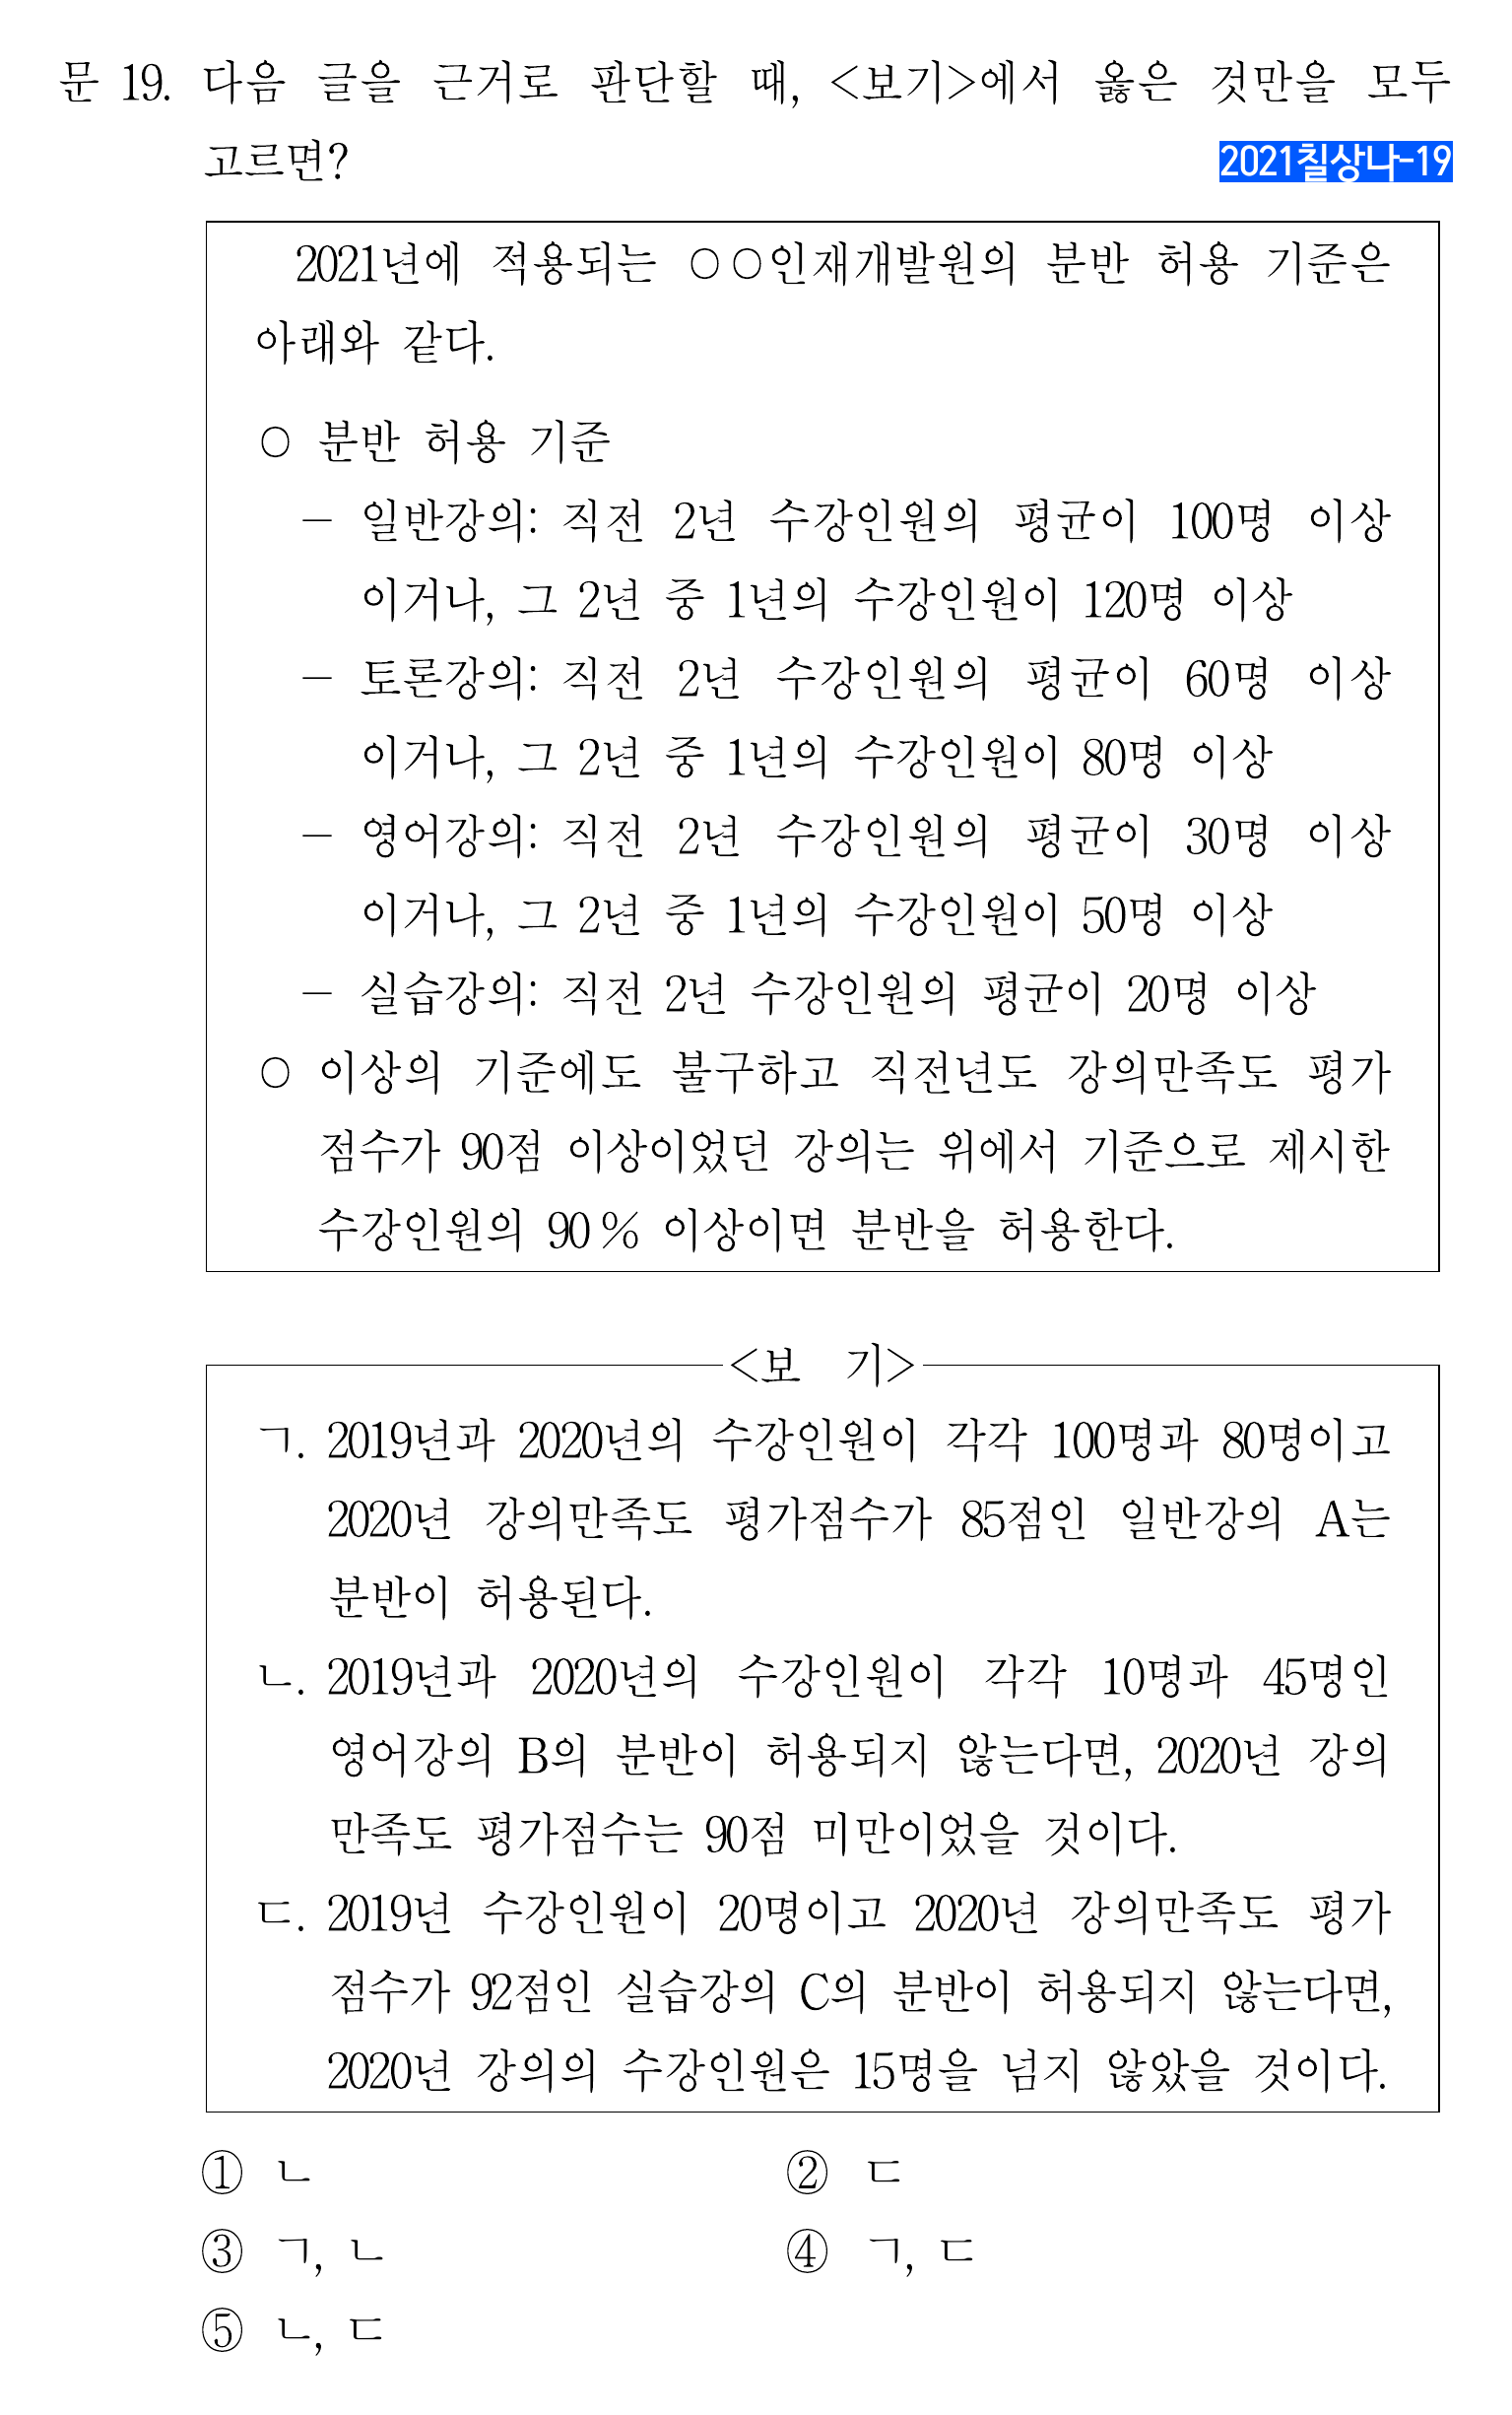 문 19. 다음 글을 근거로 판단할 때, <보기>에서 옳은 것만을 모두
고르면?
2021칠상나-19
2021년에 적용되는 ○○인재개발원의 분반 허용 기준은
아래와 같다.
○ 분반 허용 기준
－ 일반강의: 직전 2년 수강인원의 평균이 100명 이상
이거나, 그 2년 중 1년의 수강인원이 120명 이상
－ 토론강의: 직전 2년 수강인원의 평균이 60명 이상
이거나, 그 2년 중 1년의 수강인원이 80명 이상
－ 영어강의: 직전 2년 수강인원의 평균이 30명 이상
이거나, 그 2년 중 1년의 수강인원이 50명 이상
－ 실습강의: 직전 2년 수강인원의 평균이 20명 이상
○ 이상의 기준에도 불구하고 직전년도 강의만족도 평가
점수가 90점 이상이었던 강의는 위에서 기준으로 제시한
수강인원의 90% 이상이면 분반을 허용한다.
<보 기>
ㄱ. 2019년과 2020년의 수강인원이 각각 100명과 80명이고
2020년 강의만족도 평가점수가 85점인 일반강의 A는
분반이 허용된다.
ㄴ. 2019년과 2020년의 수강인원이 각각 10명과 45명인
영어강의 B의 분반이 허용되지 않는다면, 2020년 강의
만족도 평가점수는 90점 미만이었을 것이다.
ㄷ. 2019년 수강인원이 20명이고 2020년 강의만족도 평가
점수가 92점인 실습강의 C의 분반이 허용되지 않는다면,
2020년 강의의 수강인원은 15명을 넘지 않았을 것이다.
① ㄴ ② ㄷ
③ ㄱ, ㄴ ④ ㄱ, ㄷ
⑤ ㄴ, ㄷ